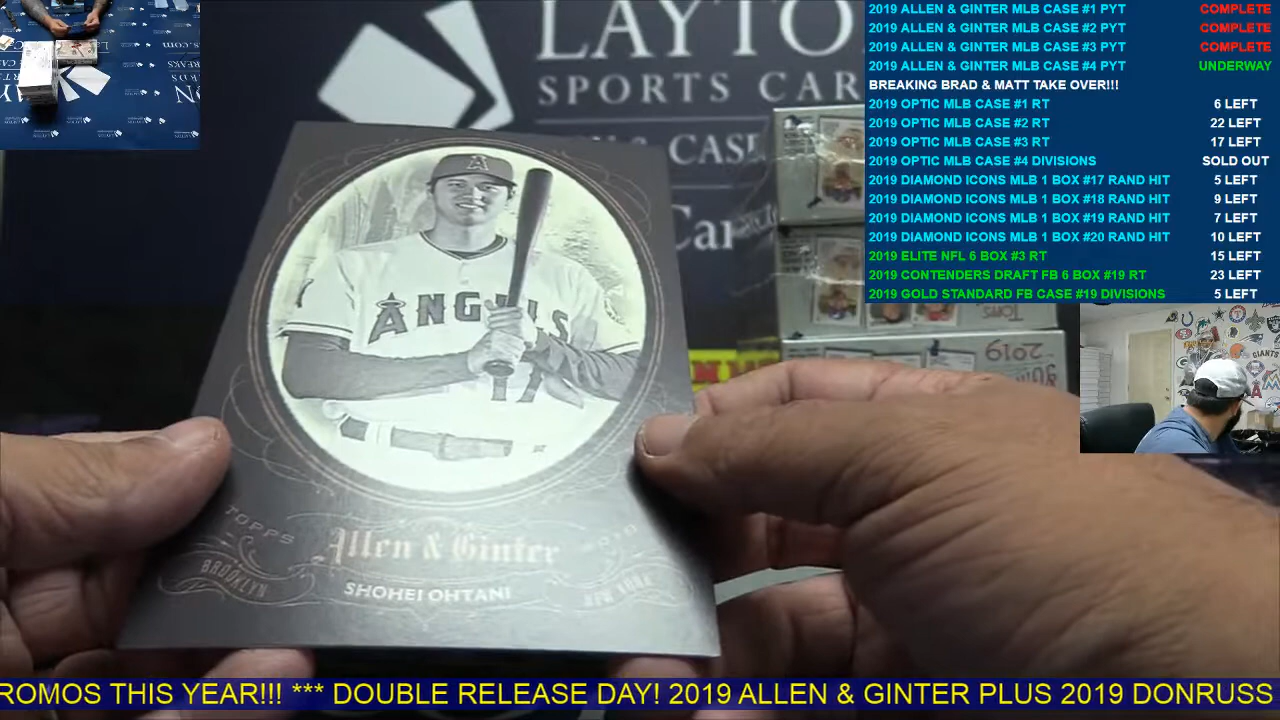 2019 ALLEN & GINTER MLB CASE #1 PYT COMPLETE
2019 ALLEN & GINTER MLB CASE #2 PYT COMPLETE
2019 ALLEN & GINTER MLB CASE #3 PYT COMPLETE
2019 ALLEN & GINTER MLB CASE #4 PYT UNDERWAY
BREAKING BRAD & MATT TAKE OVER!!!
2019 OPTIC MLB CASE #1 RT 6 LEFT
2019 OPTIC MLB CASE #2 RT 22 LEFT
2019 OPTIC MLB CASE #3 RT 17 LEFT
2019 OPTIC MLB CASE #4 DIVISIONS SOLD OUT
2019 DIAMOND ICONS MLB 1 BOX #17 RAND HIT 5 LEFT
2019 DIAMOND ICONS MLB 1 BOX #18 RAND HIT 9 LEFT
2019 DIAMOND ICONS MLB 1 BOX #19 RAND HIT 7 LEFT
2019 DIAMOND ICONS MLB 1 BOX #20 RAND HIT 10 LEFT
2019 ELITE NFL 6 BOX #3 RT 15 LEFT
2019 CONTENDERS DRAFT FB 6 BOX #19 RT 23 LEFT
2019 GOLD STANDARD FB CASE #19 DIVISIONS 5 LEFT
LAYTO
SPORTS CAR
& CASE
Car
A
ANGELS
17
TOPPS
Allen & Ginter
BROOKLYN
SHOHEI OHTANI
NEW YORK
TOPPS
2019
GIANTS
ROMOS THIS YEAR!!! *** DOUBLE RELEASE DAY! 2019 ALLEN & GINTER PLUS 2019 DONRUSS